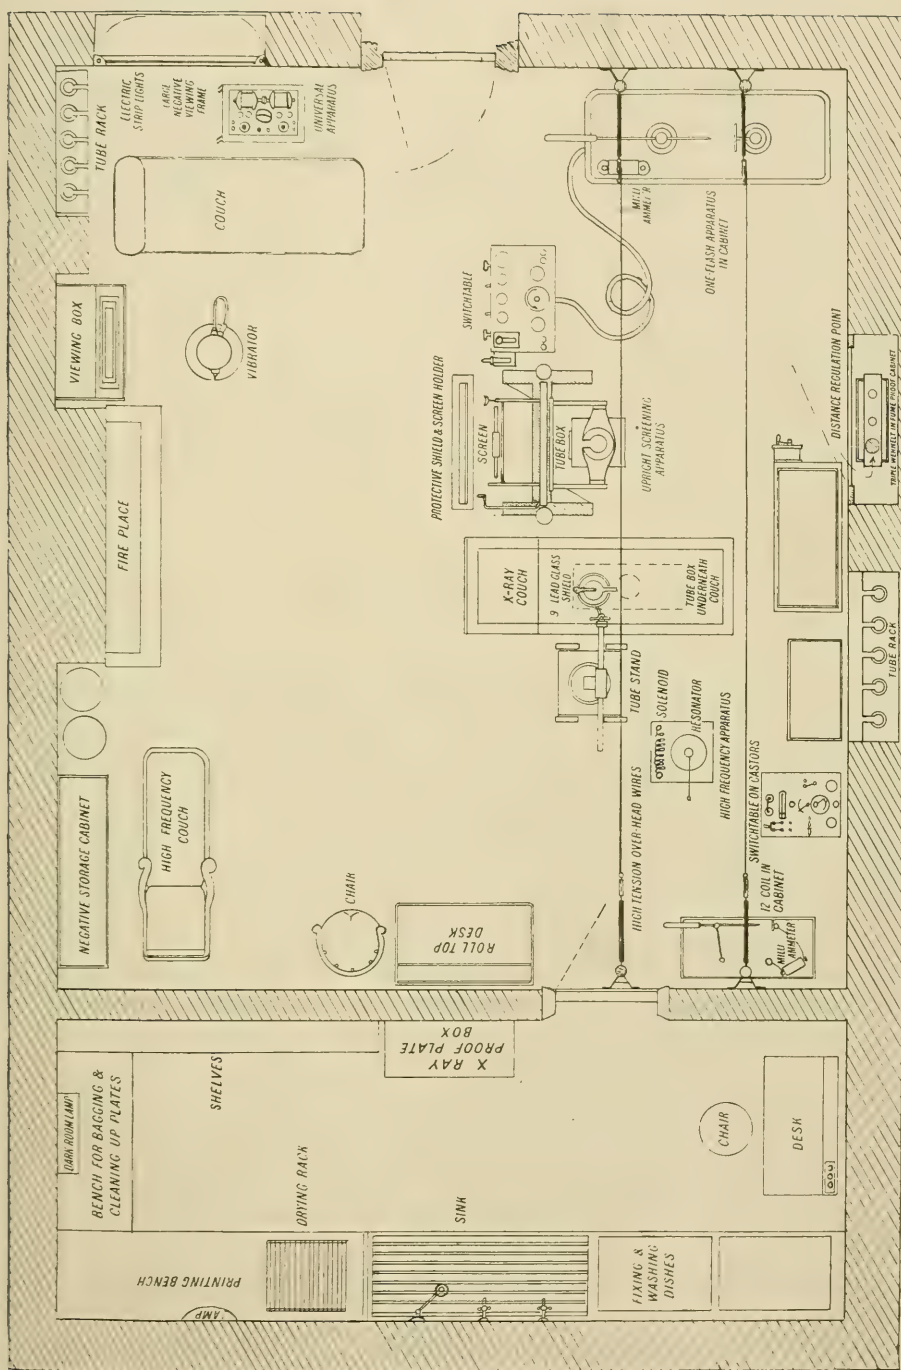 ELECTRIC
STRIP LIGHTS
LARGE
NEGATIVE
VIEWING
FRAME
UNIVERSAL
APPARATUS
TUBE RACK
COUCH
MILLI
AMMETER
ONE-FLASH APPARATUS
IN CABINET
VIEWING BOX
VIBRATOR
SWITCHTABLE
PROTECTIVE SHIELD & SCREEN HOLDER
SCREEN
TUBE BOX
UPRIGHT SCREENING
APPARATUS
DISTANCE REGULATION POINT
TRIPLE WEHNELT IN FUME PROOF CABINET
FIRE PLACE
X-RAY
COUCH
9 LEAD GLASS
SHIELD
TUBE BOX
UNDERNEATH
COUCH
TUBE RACK
TUBE STAND
SOLENOID
RESONATOR
HIGH FREQUENCY APPARATUS
HIGH TENSION OVER-HEAD WIRES
SWITCHTABLE ON CASTORS
NEGATIVE STORAGE CABINET
HIGH FREQUENCY
COUCH
CHAIR
ROLL TOP
DESK
12 COIL IN
CABINET
MILLI
AMMETER
X RAY
PROOF PLATE
BOX
DARK ROOM LAMP
BENCH FOR BAGGING &
CLEANING UP PLATES
SHELVES
DRYING RACK
SINK
CHAIR
DESK
PRINTING BENCH
AMP
FIXING &
WASHING
DISHES